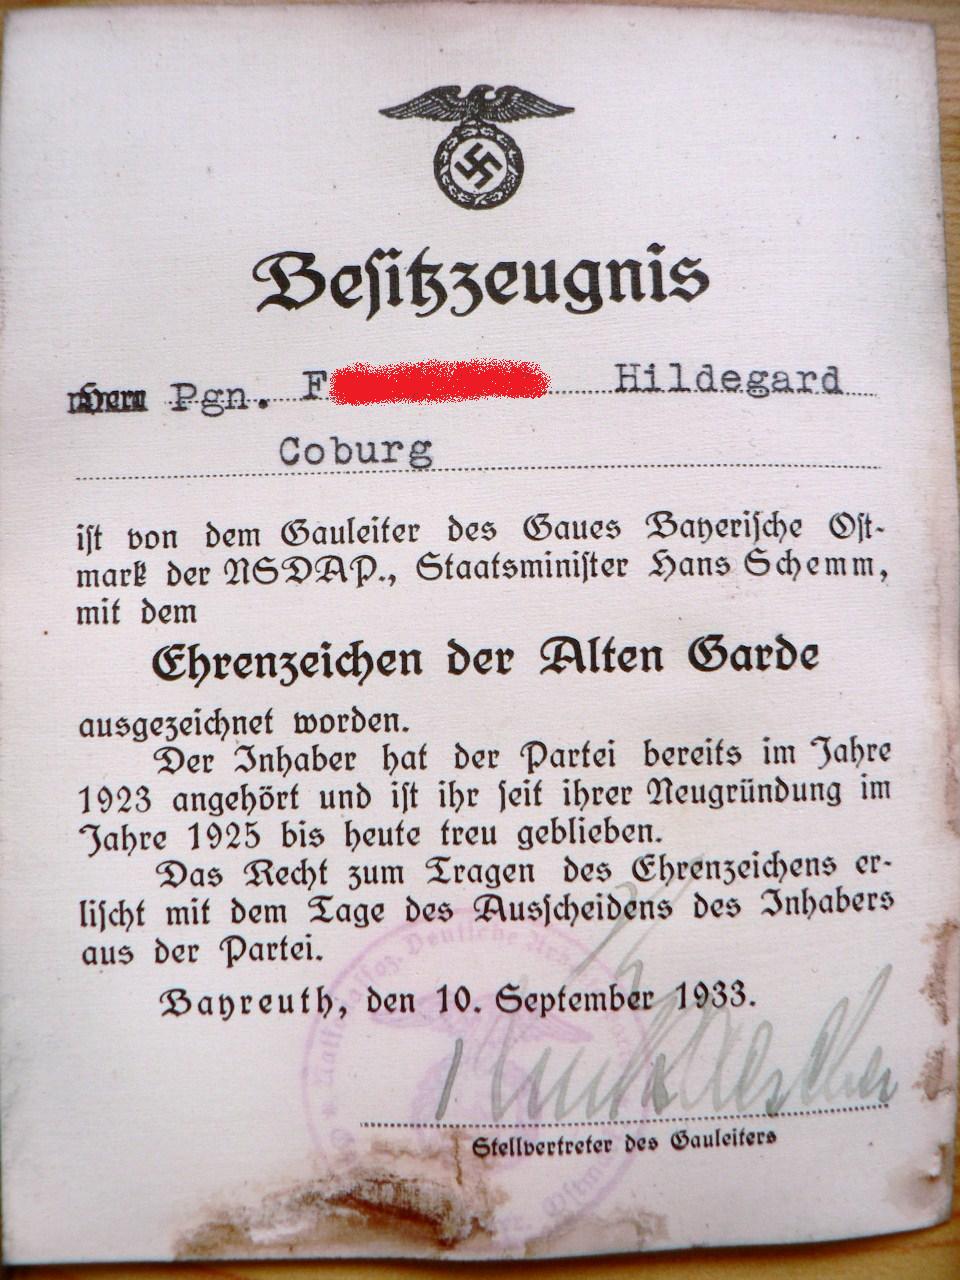 Besitzzeugnis
Pgn. F Hildegard
Coburg
ist von dem Gauleiter des Gaues Bayerische Ost-
mark der NSDAP., Staatsminister Hans Schemm,
mit dem
Ehrenzeichen der Alten Garde
ausgezeichnet worden.
Der Inhaber hat der Partei bereits im Jahre
1923 angehört und ist ihr seit ihrer Neugründung im
Jahre 1925 bis heute treu geblieben.
Das Recht zum Tragen des Ehrenzeichens er-
lischt mit dem Tage des Ausscheidens des Inhabers
aus der Partei.
Bayreuth, den 10. September 1933.
Stellvertreter des Gauleiters